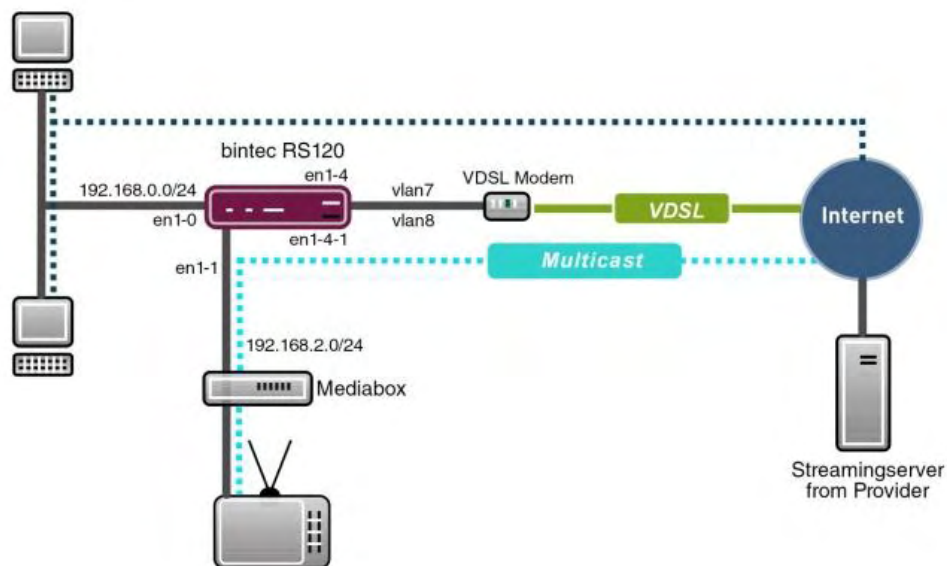 bintec RS120
en1-4
192.168.0.0/24
en1-0
vlan7
vlan8
VDSL Modem
VDSL
Internet
en1-4-1
en1-1
Multicast
192.168.2.0/24
Mediabox
Streamingserver
from Provider